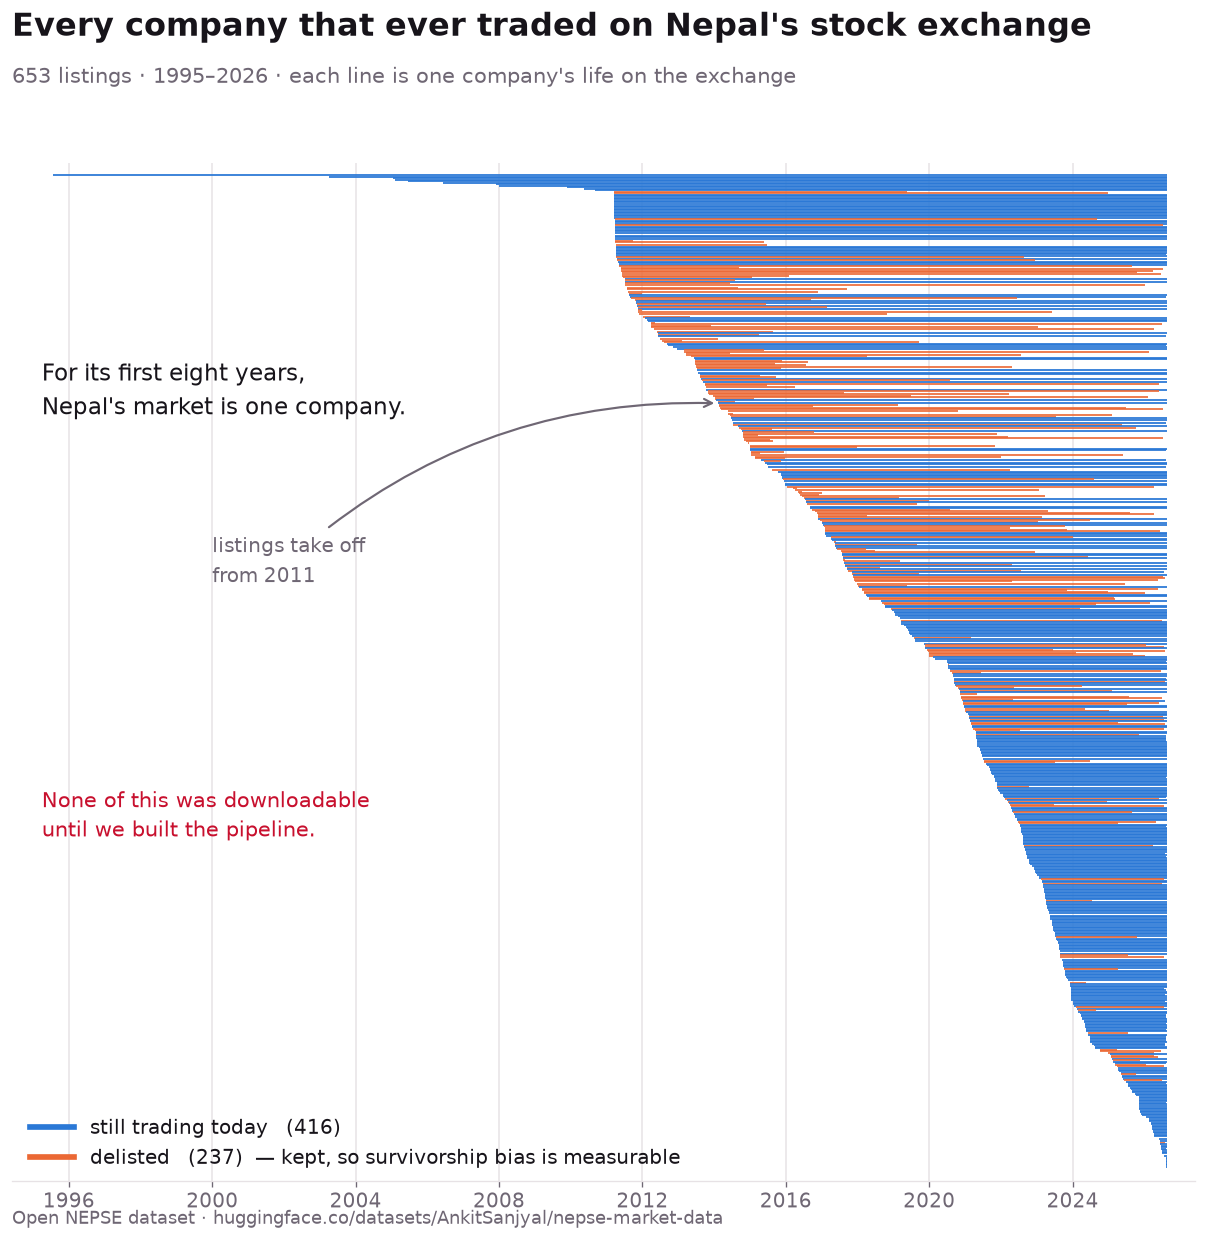 Every company that ever traded on Nepal's stock exchange
653 listings · 1995–2026 · each line is one company's life on the exchange
For its first eight years,
Nepal's market is one company.
listings take off
from 2011
None of this was downloadable
until we built the pipeline.
still trading today (416)
delisted (237) — kept, so survivorship bias is measurable
1996 2000 2004 2008 2012 2016 2020 2024
Open NEPSE dataset · huggingface.co/datasets/AnkitSanjyal/nepse-market-data